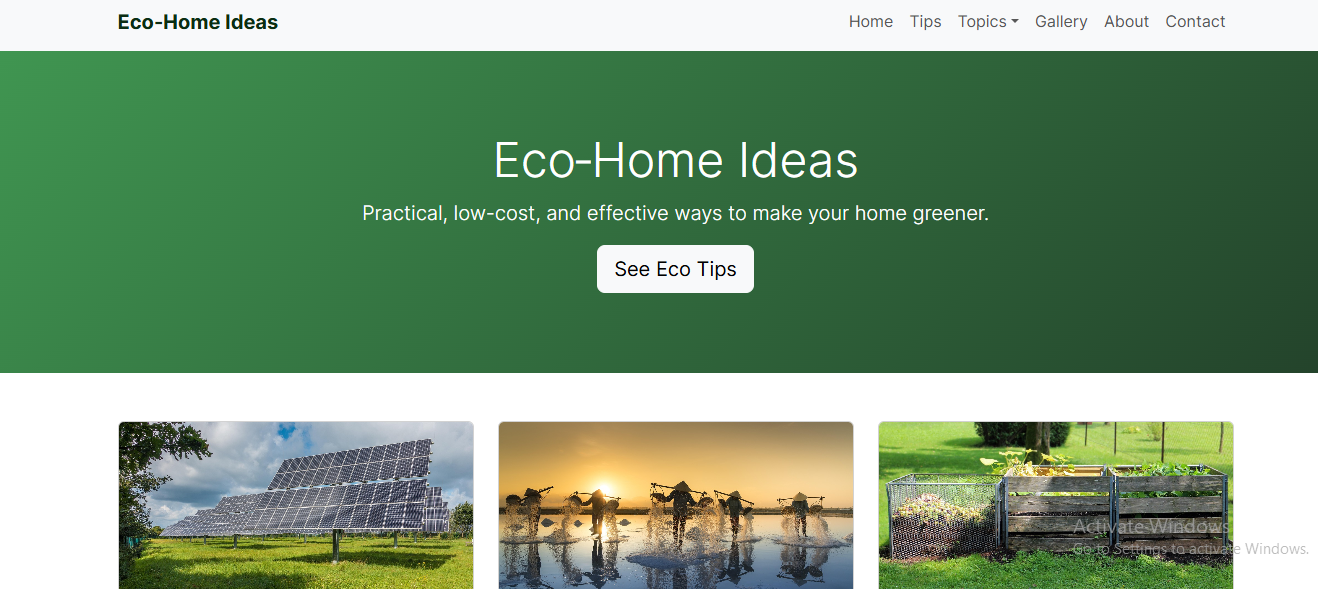 Eco-Home Ideas
Home Tips Topics Gallery About Contact
Eco-Home Ideas
Practical, low-cost, and effective ways to make your home greener.
See Eco Tips
Activate Windows
Go to Settings to activate Windows.